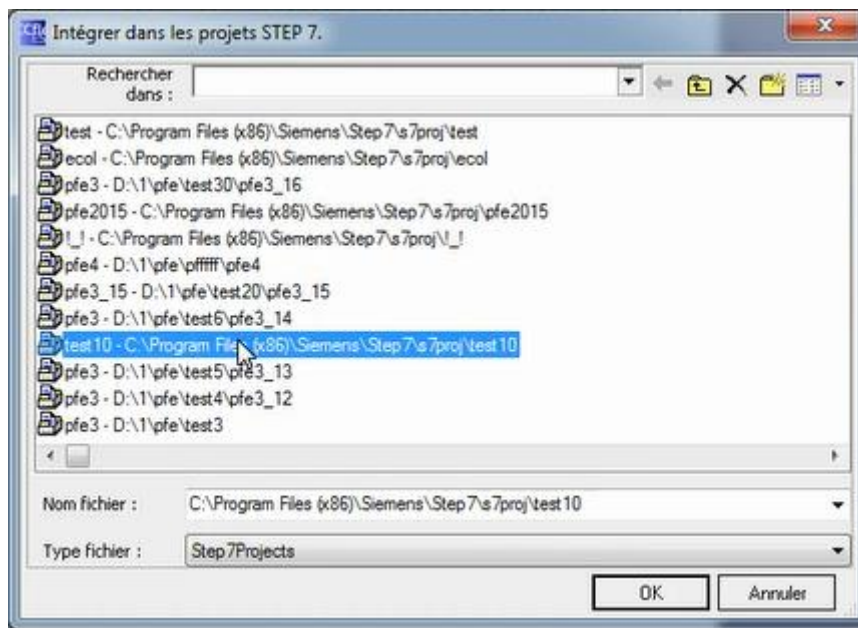 Intégrer dans les projets STEP 7.
Rechercher
dans :
test - C:\Program Files (x86)\Siemens\Step7\s7proj\test
ecol - C:\Program Files (x86)\Siemens\Step7\s7proj\ecol
pfe3 - D:\1\pfe\test30\pfe3_16
pfe2015 - C:\Program Files (x86)\Siemens\Step7\s7proj\pfe2015
!_! - C:\Program Files (x86)\Siemens\Step7\s7proj\!_!
pfe4 - D:\1\pfe\pffffff\pfe4
pfe3_15 - D:\1\pfe\test20\pfe3_15
pfe3 - D:\1\pfe\test6\pfe3_14
test10 - C:\Program Files (x86)\Siemens\Step7\s7proj\test10
pfe3 - D:\1\pfe\test5\pfe3_13
pfe3 - D:\1\pfe\test4\pfe3_12
pfe3 - D:\1\pfe\test3
Nom fichier : C:\Program Files (x86)\Siemens\Step7\s7proj\test10
Type fichier : Step7Projects
OK Annuler